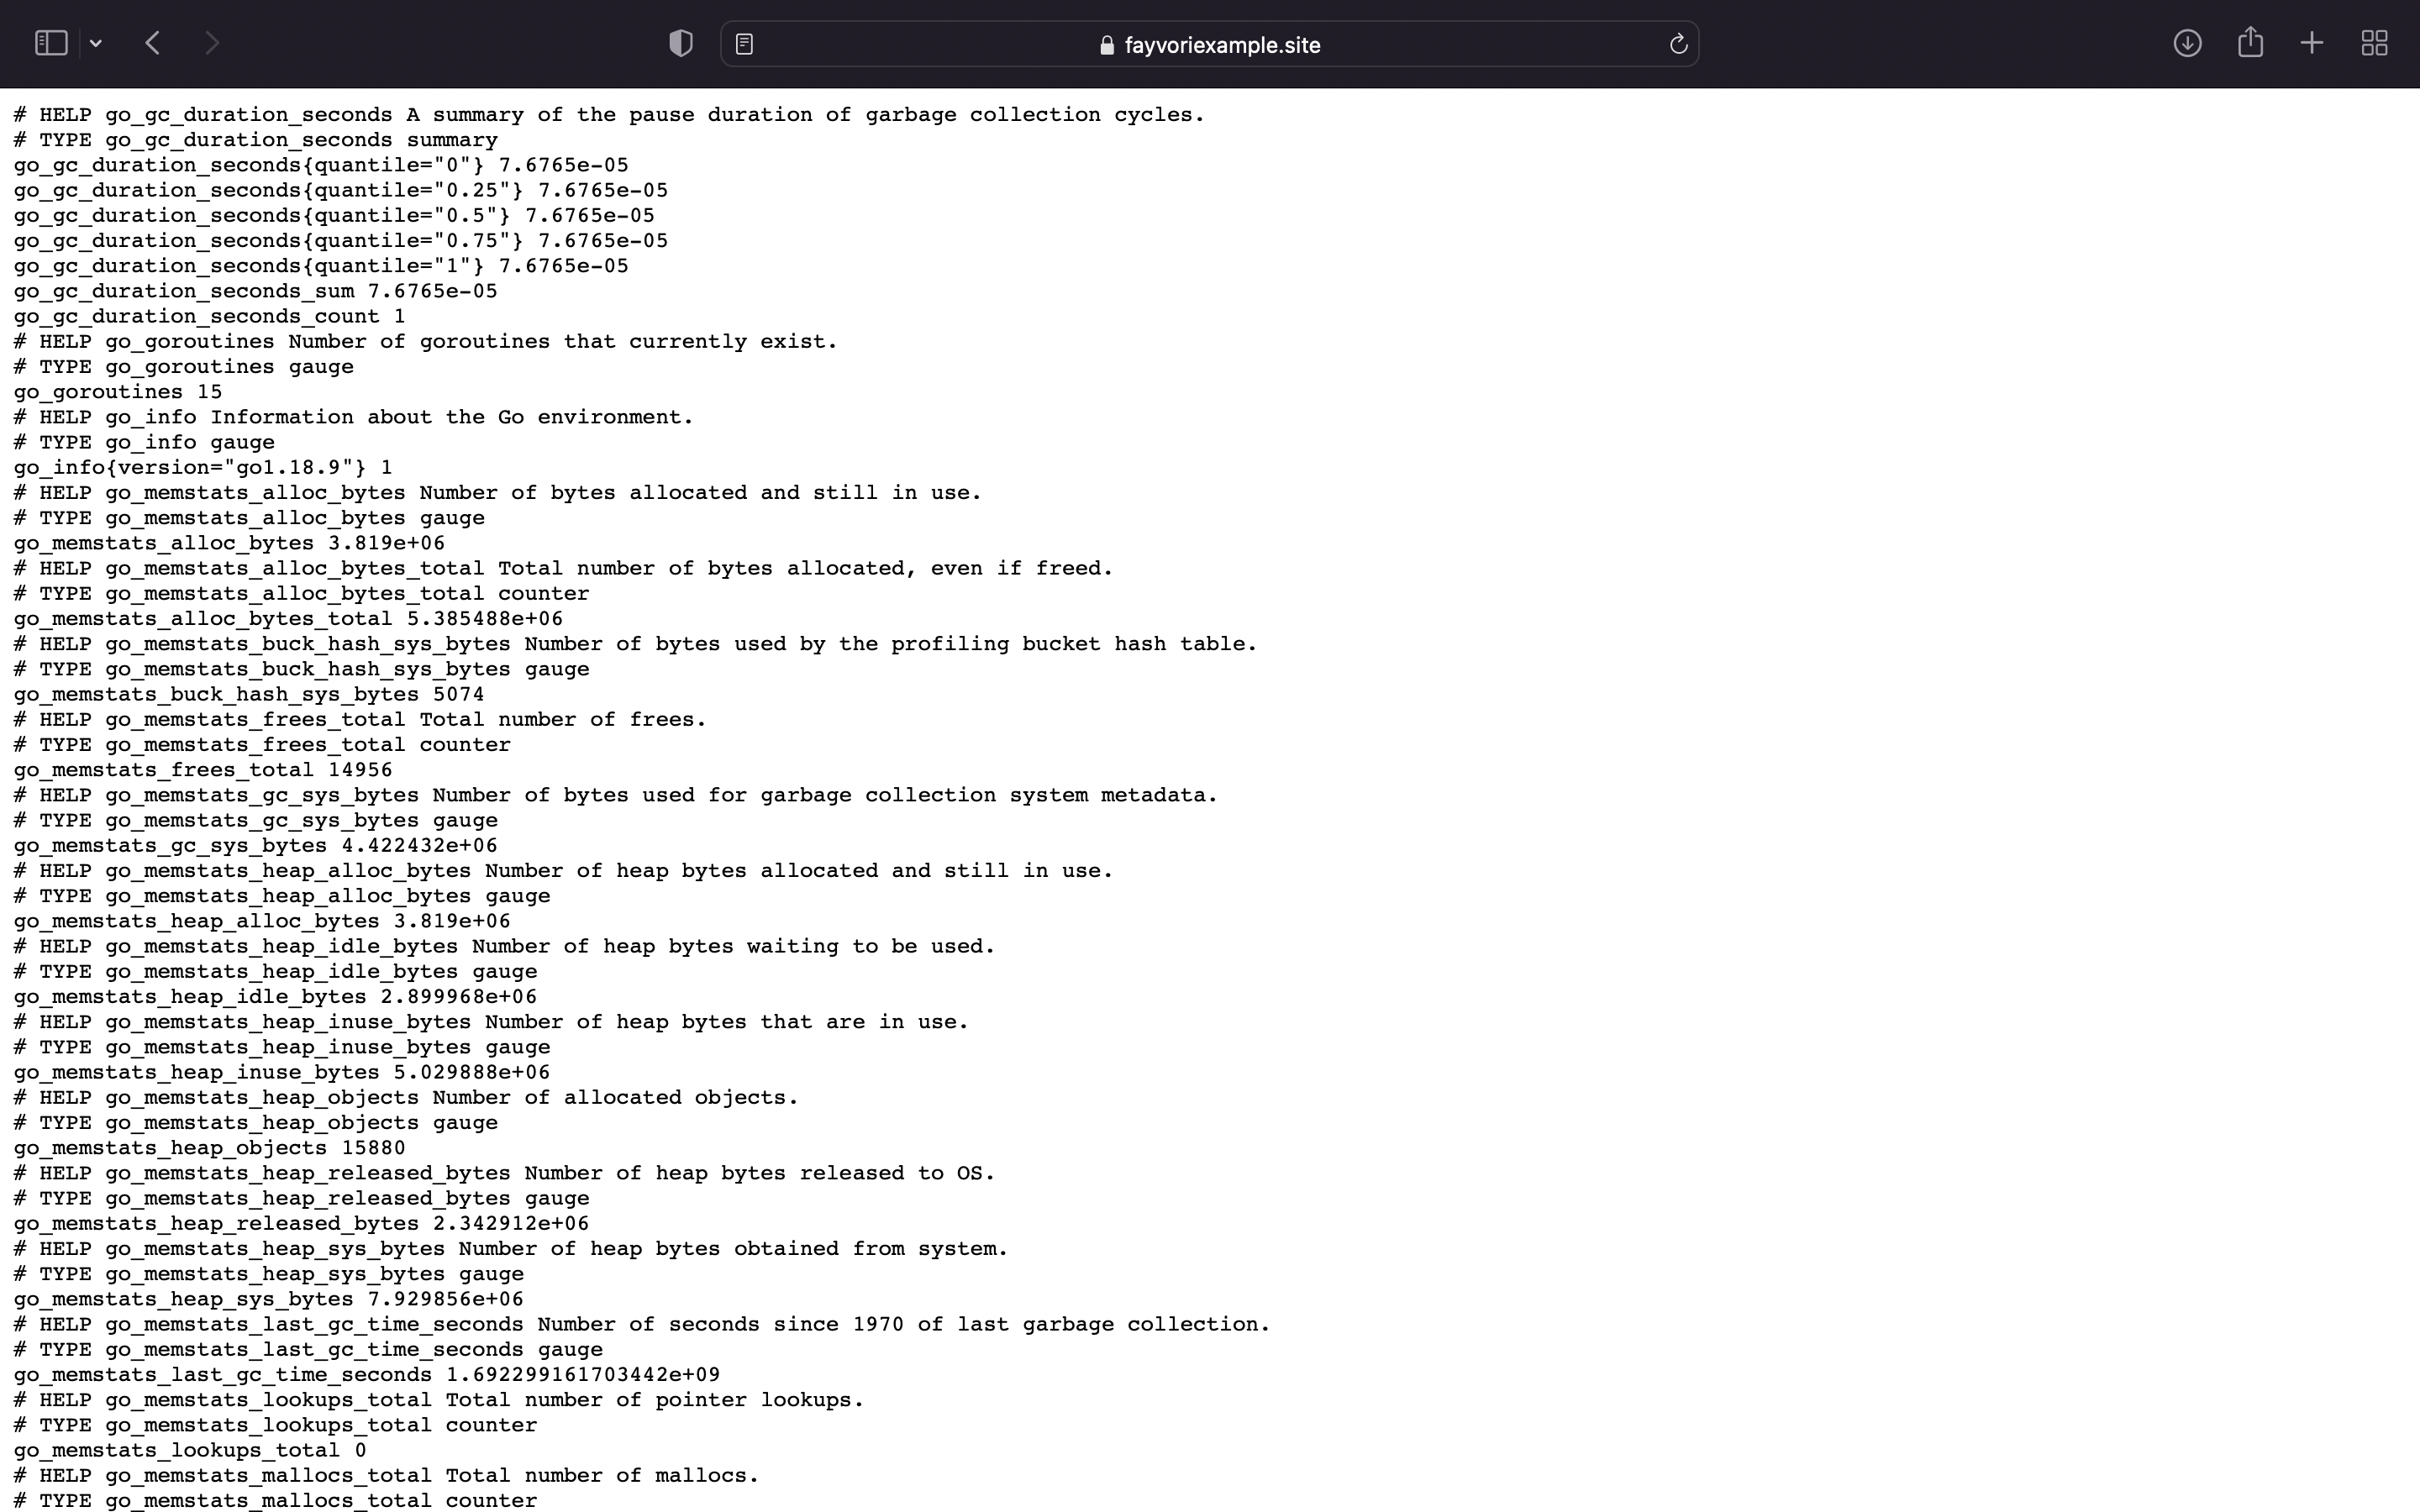 fayvoriexample.site
# HELP go_gc_duration_seconds A summary of the pause duration of garbage collection cycles.
# TYPE go_gc_duration_seconds summary
go_gc_duration_seconds{quantile="0"} 7.6765e-05
go_gc_duration_seconds{quantile="0.25"} 7.6765e-05
go_gc_duration_seconds{quantile="0.5"} 7.6765e-05
go_gc_duration_seconds{quantile="0.75"} 7.6765e-05
go_gc_duration_seconds{quantile="1"} 7.6765e-05
go_gc_duration_seconds_sum 7.6765e-05
go_gc_duration_seconds_count 1
# HELP go_goroutines Number of goroutines that currently exist.
# TYPE go_goroutines gauge
go_goroutines 15
# HELP go_info Information about the Go environment.
# TYPE go_info gauge
go_info{version="go1.18.9"} 1
# HELP go_memstats_alloc_bytes Number of bytes allocated and still in use.
# TYPE go_memstats_alloc_bytes gauge
go_memstats_alloc_bytes 3.819e+06
# HELP go_memstats_alloc_bytes_total Total number of bytes allocated, even if freed.
# TYPE go_memstats_alloc_bytes_total counter
go_memstats_alloc_bytes_total 5.385488e+06
# HELP go_memstats_buck_hash_sys_bytes Number of bytes used by the profiling bucket hash table.
# TYPE go_memstats_buck_hash_sys_bytes gauge
go_memstats_buck_hash_sys_bytes 5074
# HELP go_memstats_frees_total Total number of frees.
# TYPE go_memstats_frees_total counter
go_memstats_frees_total 14956
# HELP go_memstats_gc_sys_bytes Number of bytes used for garbage collection system metadata.
# TYPE go_memstats_gc_sys_bytes gauge
go_memstats_gc_sys_bytes 4.422432e+06
# HELP go_memstats_heap_alloc_bytes Number of heap bytes allocated and still in use.
# TYPE go_memstats_heap_alloc_bytes gauge
go_memstats_heap_alloc_bytes 3.819e+06
# HELP go_memstats_heap_idle_bytes Number of heap bytes waiting to be used.
# TYPE go_memstats_heap_idle_bytes gauge
go_memstats_heap_idle_bytes 2.899968e+06
# HELP go_memstats_heap_inuse_bytes Number of heap bytes that are in use.
# TYPE go_memstats_heap_inuse_bytes gauge
go_memstats_heap_inuse_bytes 5.029888e+06
# HELP go_memstats_heap_objects Number of allocated objects.
# TYPE go_memstats_heap_objects gauge
go_memstats_heap_objects 15880
# HELP go_memstats_heap_released_bytes Number of heap bytes released to OS.
# TYPE go_memstats_heap_released_bytes gauge
go_memstats_heap_released_bytes 2.342912e+06
# HELP go_memstats_heap_sys_bytes Number of heap bytes obtained from system.
# TYPE go_memstats_heap_sys_bytes gauge
go_memstats_heap_sys_bytes 7.929856e+06
# HELP go_memstats_last_gc_time_seconds Number of seconds since 1970 of last garbage collection.
# TYPE go_memstats_last_gc_time_seconds gauge
go_memstats_last_gc_time_seconds 1.692299161703442e+09
# HELP go_memstats_lookups_total Total number of pointer lookups.
# TYPE go_memstats_lookups_total counter
go_memstats_lookups_total 0
# HELP go_memstats_mallocs_total Total number of mallocs.
# TYPE go_memstats_mallocs_total counter